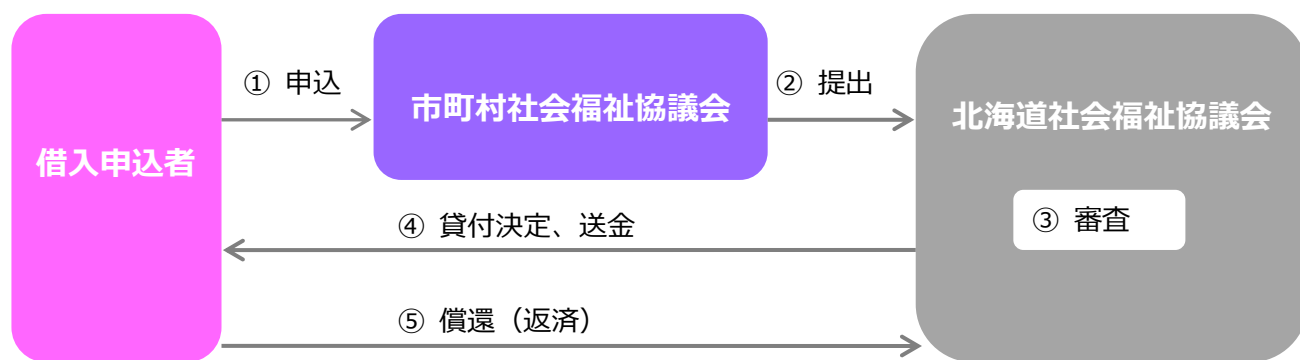 ① 申込
② 提出
市町村社会福祉協議会
北海道社会福祉協議会
借入申込者
③ 審査
④ 貸付決定、送金
⑤ 償還（返済）